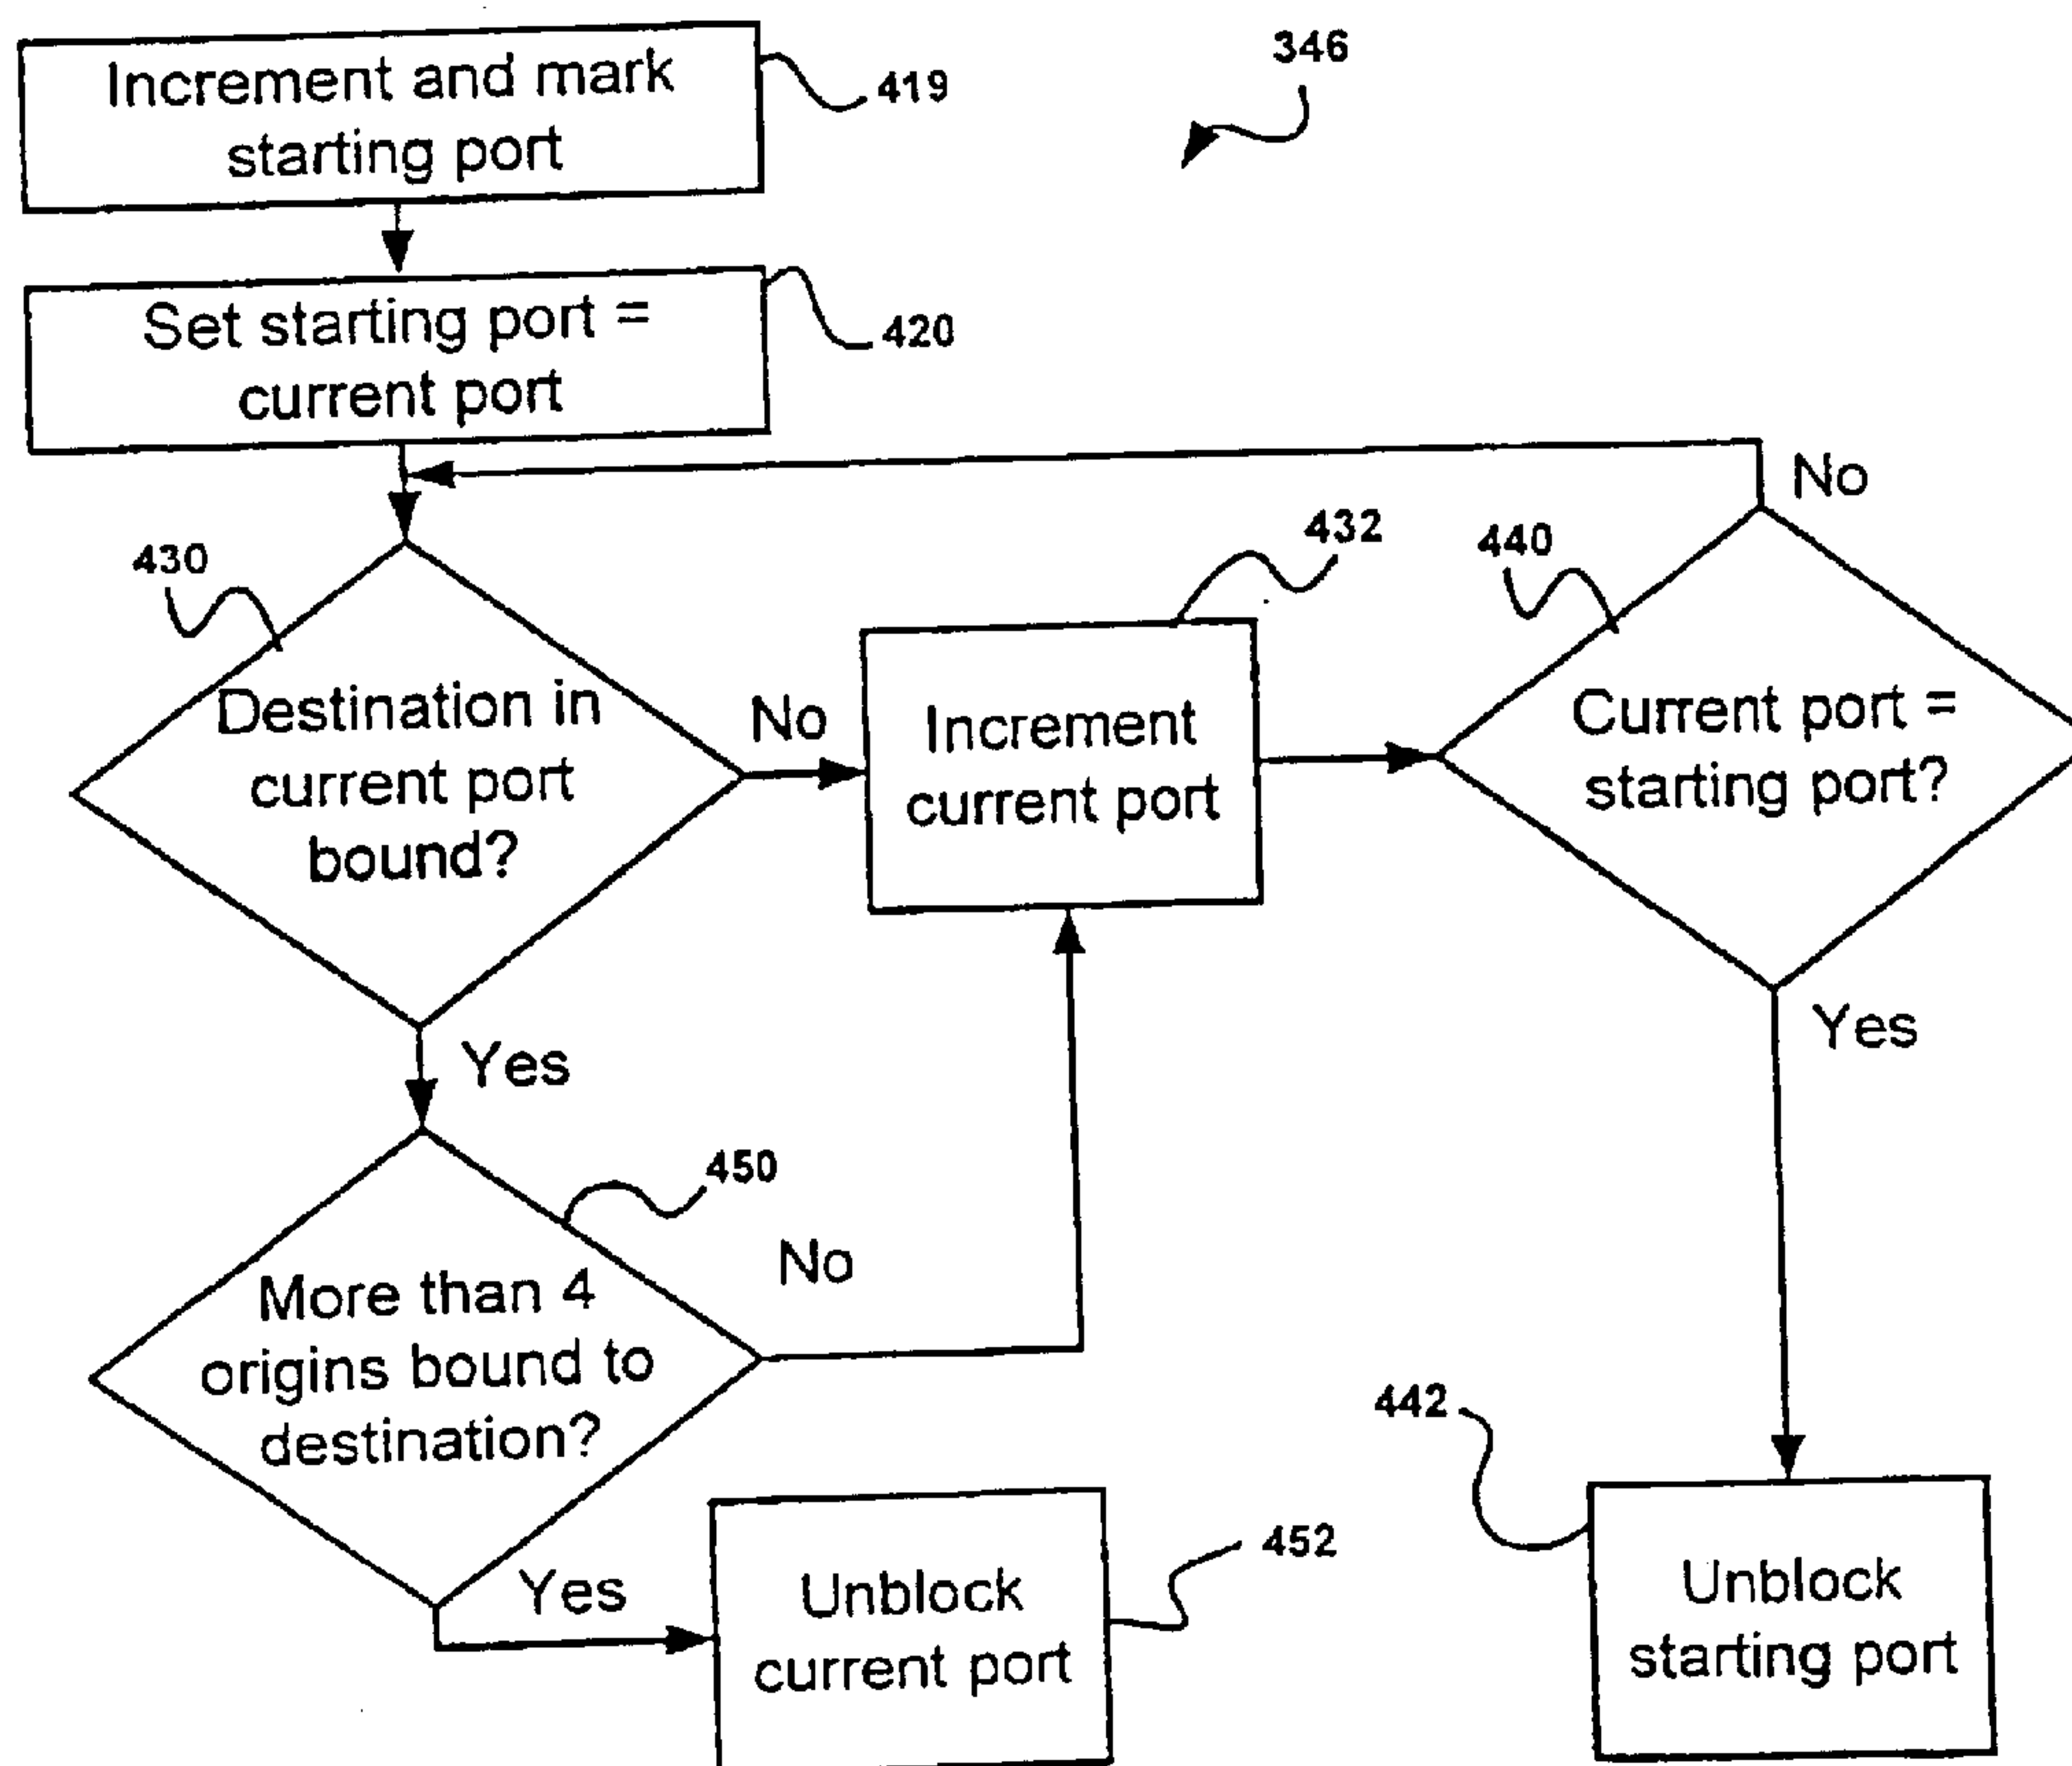 Increment and mark
starting port
419
346
Set starting port =
current port
420
No
430
432
440
Destination in
current port
bound?
No
Increment
current port
Current port =
starting port?
Yes
Yes
450
More than 4
origins bound to
destination?
No
442
Yes
Unblock
current port
452
Unblock
starting port